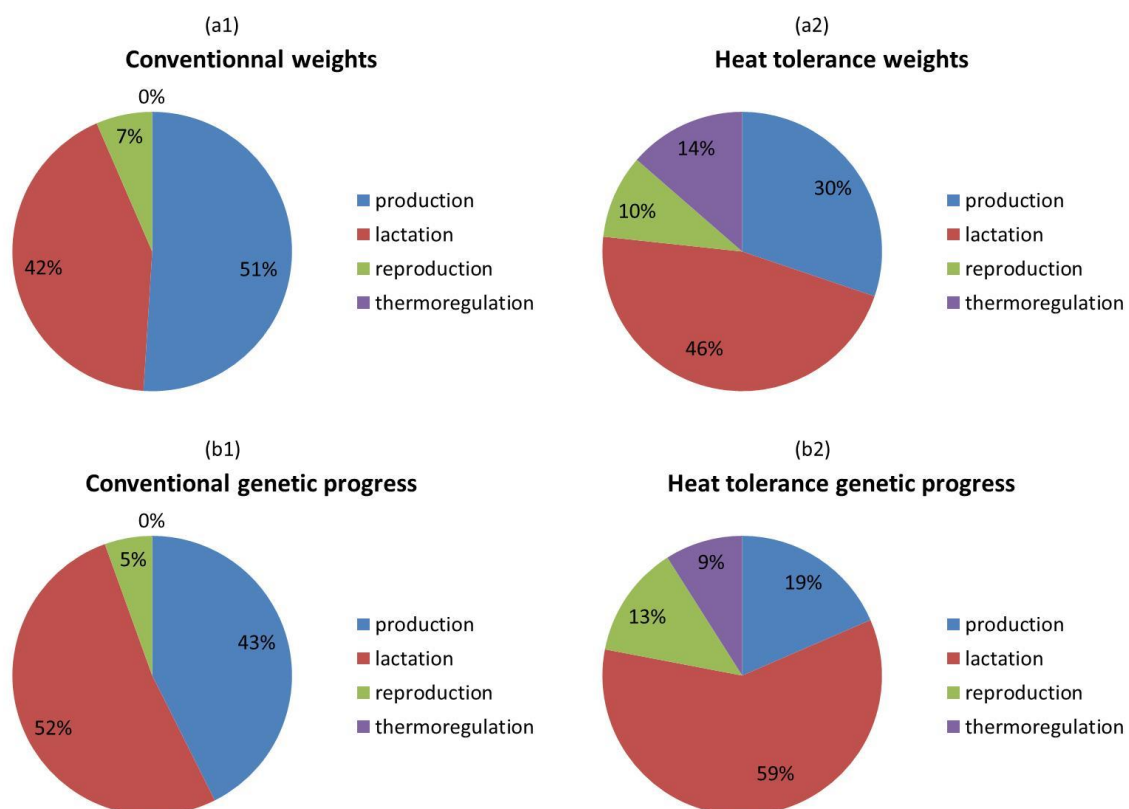 (a1)
Conventionnal weights
0%
7%
42%
51%
production
lactation
reproduction
thermoregulation
(a2)
Heat tolerance weights
14%
30%
10%
46%
production
lactation
reproduction
thermoregulation
(b1)
Conventional genetic progress
0%
5%
43%
52%
production
lactation
reproduction
thermoregulation
(b2)
Heat tolerance genetic progress
9%
19%
13%
59%
production
lactation
reproduction
thermoregulation